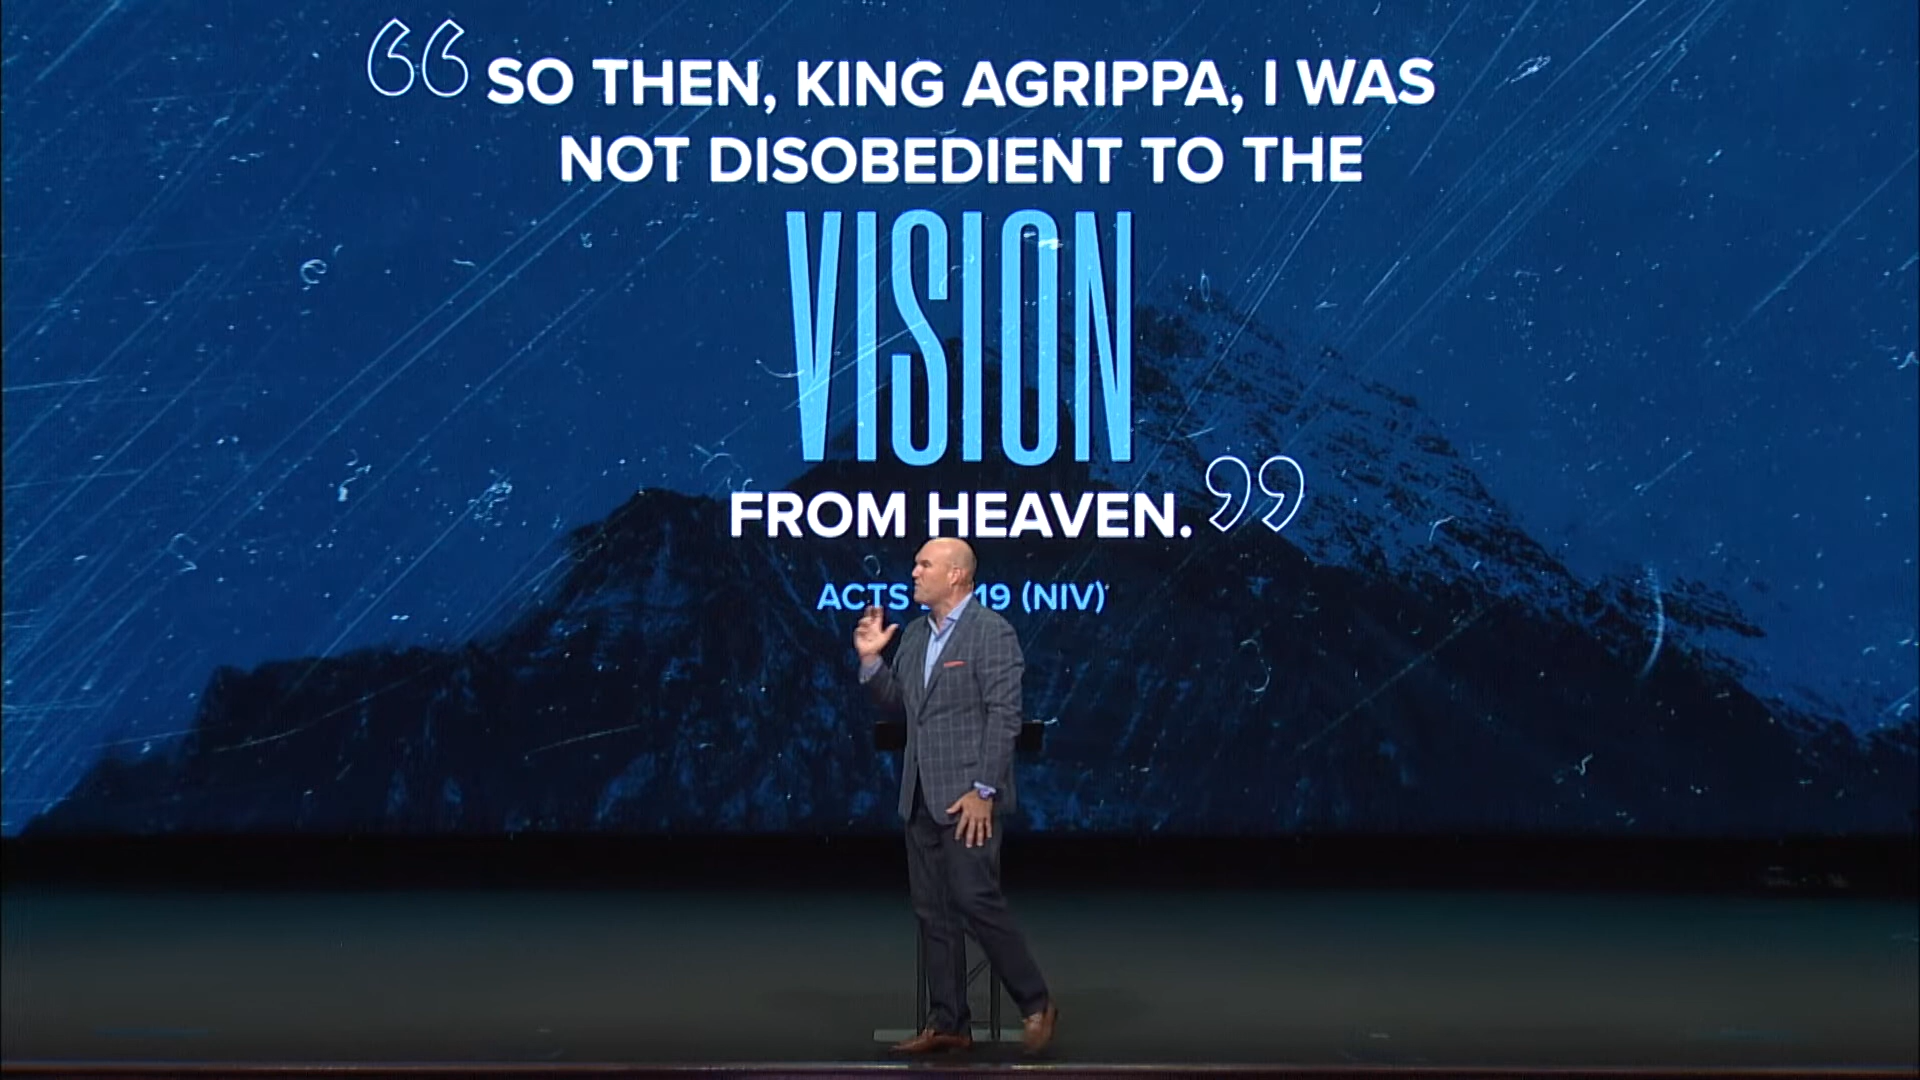 “SO THEN, KING AGRIPPA, I WAS
NOT DISOBEDIENT TO THE
VISION
FROM HEAVEN.”
ACTS 19 (NIV)